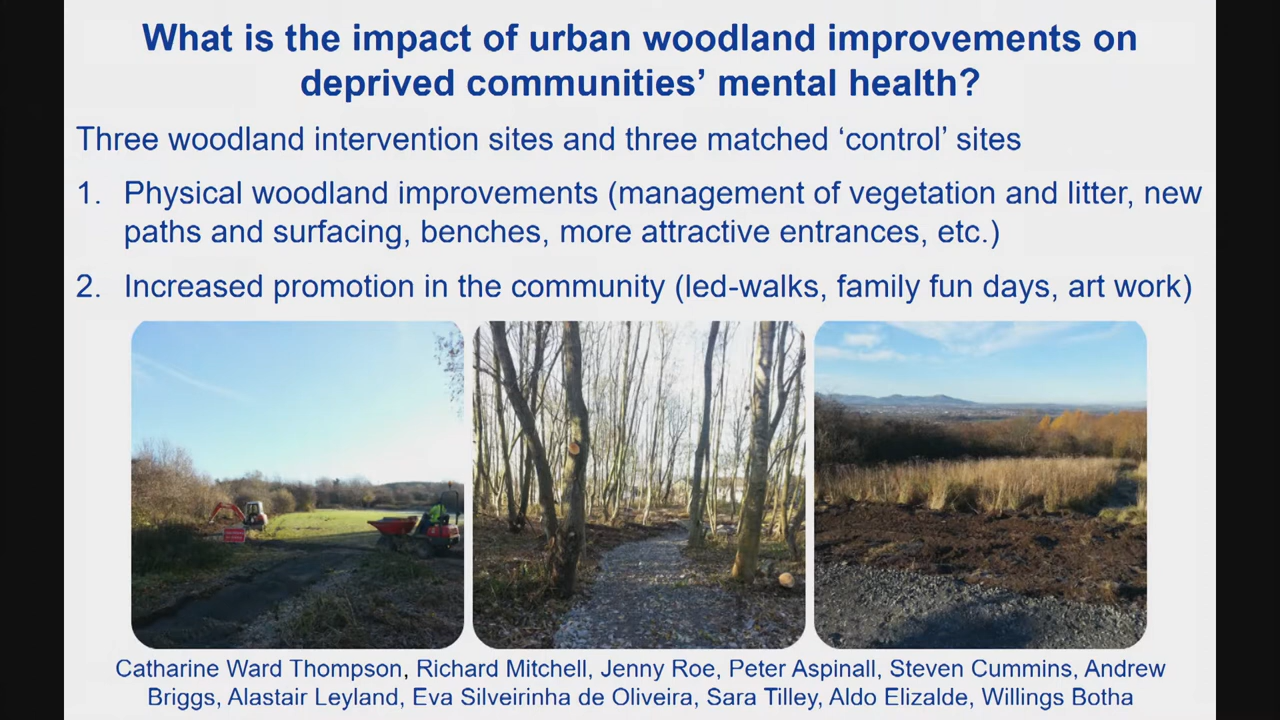 What is the impact of urban woodland improvements on
deprived communities’ mental health?
Three woodland intervention sites and three matched ‘control’ sites
1. Physical woodland improvements (management of vegetation and litter, new
paths and surfacing, benches, more attractive entrances, etc.)
2. Increased promotion in the community (led-walks, family fun days, art work)
Catharine Ward Thompson, Richard Mitchell, Jenny Roe, Peter Aspinall, Steven Cummins, Andrew
Briggs, Alastair Leyland, Eva Silveirinha de Oliveira, Sara Tilley, Aldo Elizalde, Willings Botha